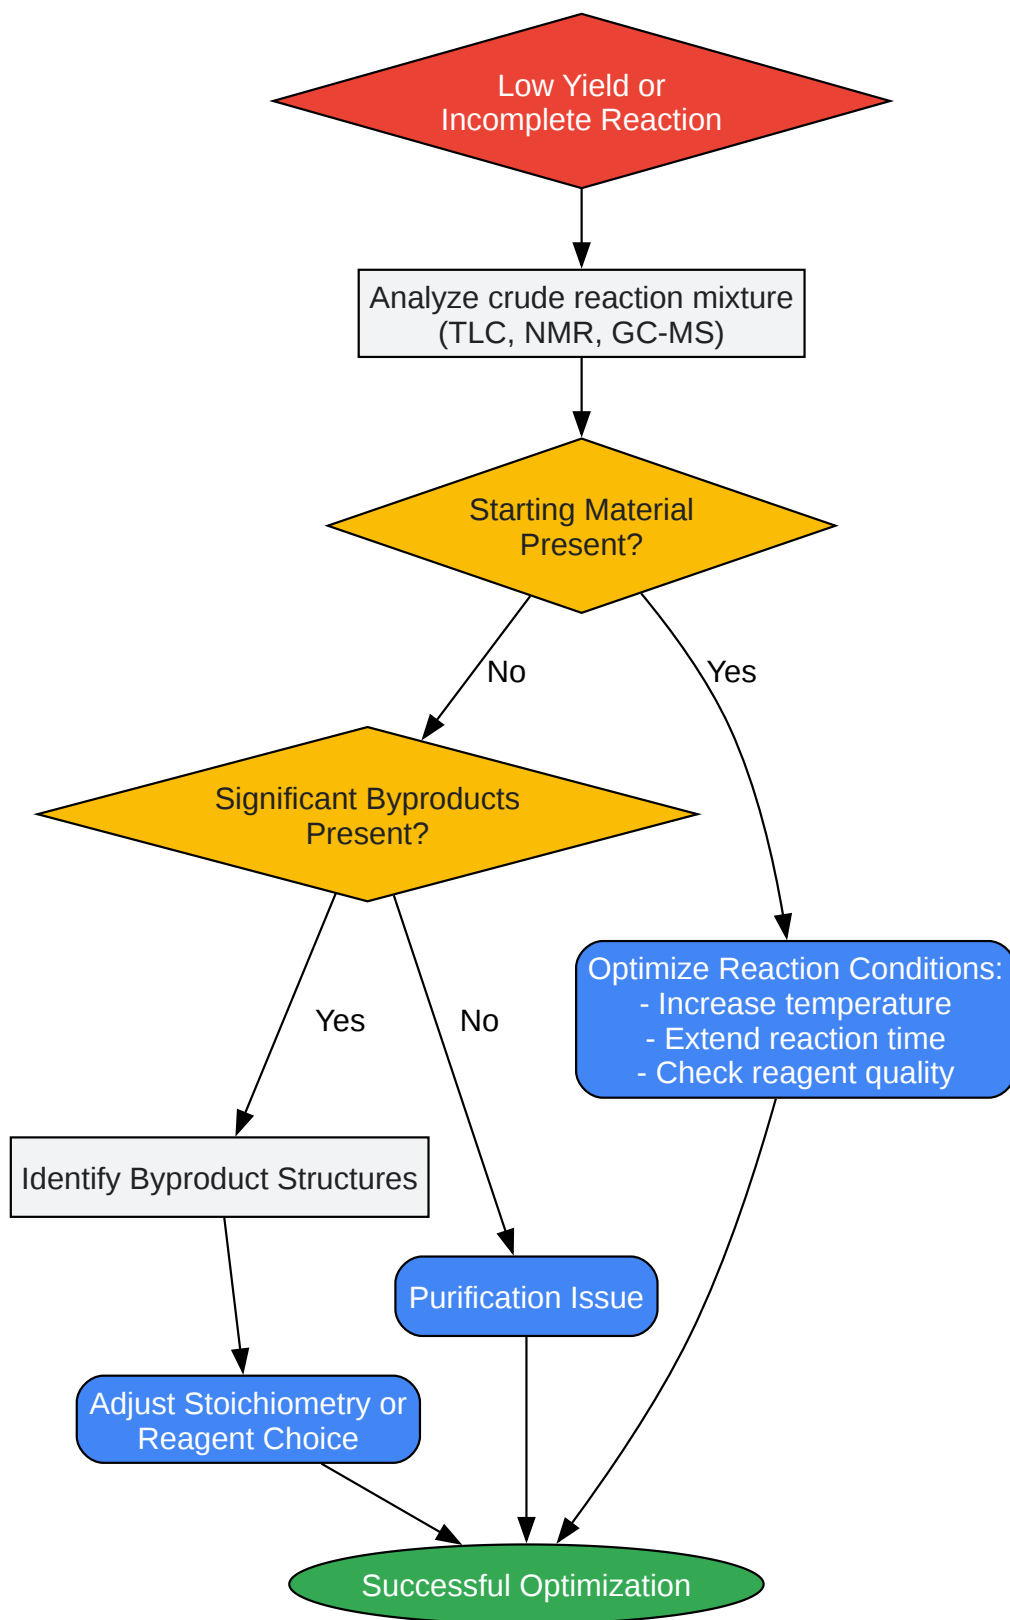 Low Yield or
Incomplete Reaction
Analyze crude reaction mixture
(TLC, NMR, GC-MS)
Starting Material
Present?
No
Yes
Significant Byproducts
Present?
Optimize Reaction Conditions:
- Increase temperature
- Extend reaction time
- Check reagent quality
Yes
No
Identify Byproduct Structures
Purification Issue
Adjust Stoichiometry or
Reagent Choice
Successful Optimization